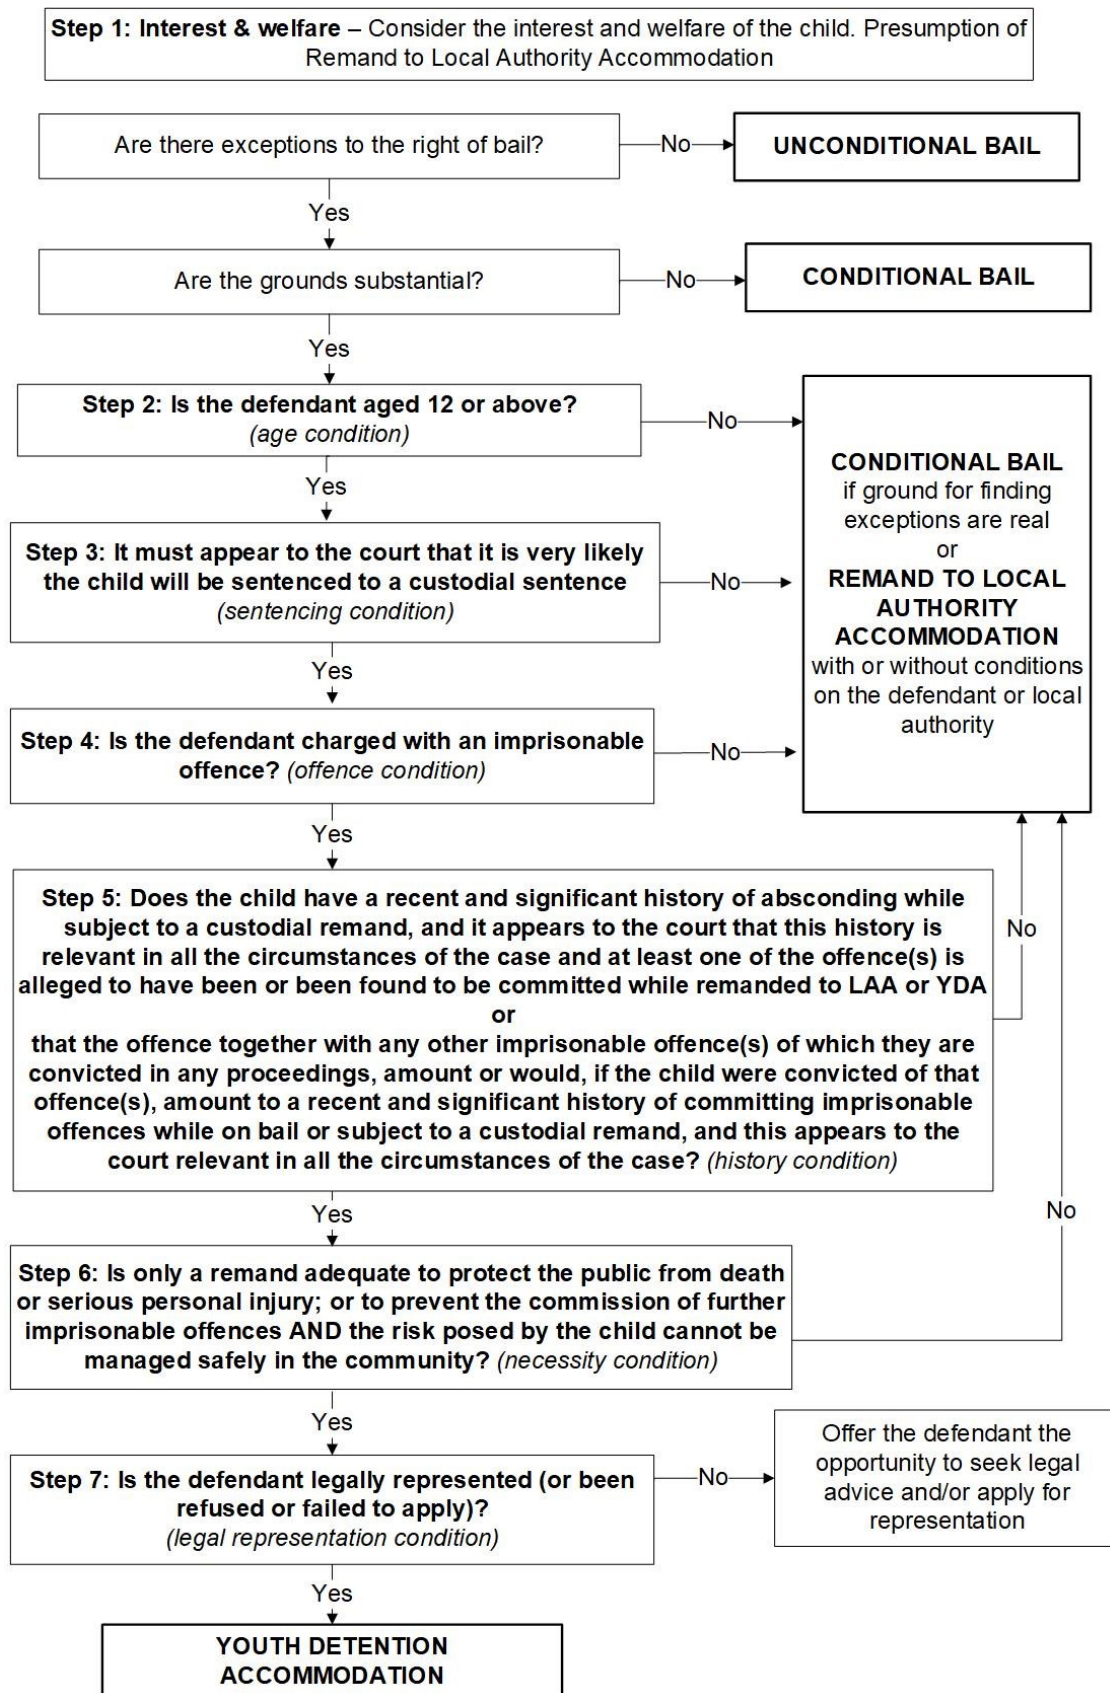 Step 1: Interest & welfare – Consider the interest and welfare of the child. Presumption of
Remand to Local Authority Accommodation
Are there exceptions to the right of bail?
No
UNCONDITIONAL BAIL
Yes
Are the grounds substantial?
No
CONDITIONAL BAIL
Yes
Step 2: Is the defendant aged 12 or above?
(age condition)
No
CONDITIONAL BAIL
if ground for finding
exceptions are real
or
REMAND TO LOCAL
AUTHORITY
ACCOMMODATION
with or without conditions
on the defendant or local
authority
Yes
Step 3: It must appear to the court that it is very likely
the child will be sentenced to a custodial sentence
(sentencing condition)
No
Yes
Step 4: Is the defendant charged with an imprisonable
offence? (offence condition)
No
Yes
Step 5: Does the child have a recent and significant history of absconding while
subject to a custodial remand, and it appears to the court that this history is
relevant in all the circumstances of the case and at least one of the offence(s) is
alleged to have been or been found to be committed while remanded to LAA or YDA
or
that the offence together with any other imprisonable offence(s) of which they are
convicted in any proceedings, amount or would, if the child were convicted of that
offence(s), amount to a recent and significant history of committing imprisonable
offences while on bail or subject to a custodial remand, and this appears to the
court relevant in all the circumstances of the case? (history condition)
No
Yes
Step 6: Is only a remand adequate to protect the public from death
or serious personal injury; or to prevent the commission of further
imprisonable offences AND the risk posed by the child cannot be
managed safely in the community? (necessity condition)
No
Yes
Step 7: Is the defendant legally represented (or been
refused or failed to apply)?
(legal representation condition)
No
Offer the defendant the
opportunity to seek legal
advice and/or apply for
representation
Yes
YOUTH DETENTION
ACCOMMODATION